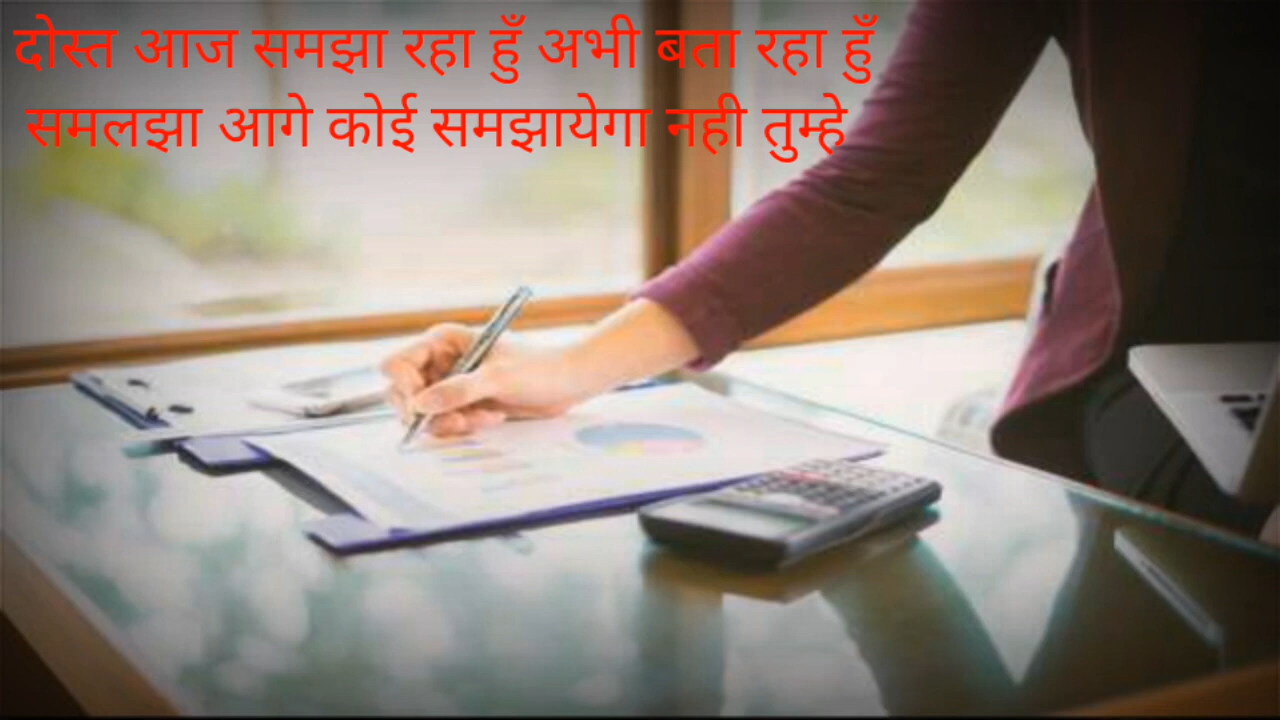 दोस्त आज समझा रहा हुँ अभी बता रहा हुँ
समलझा आगे कोई समझायेगा नही तुम्हे